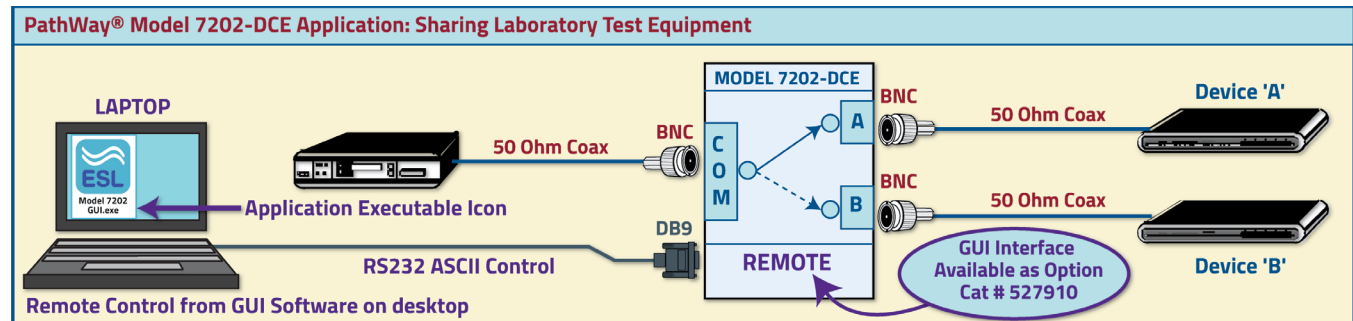 PathWay® Model 7202-DCE Application: Sharing Laboratory Test Equipment
LAPTOP
ESL
Model 7202
GUI.exe
Application Executable Icon
RS232 ASCII Control
Remote Control from GUI Software on desktop
50 Ohm Coax
BNC
DB9
MODEL 7202-DCE
C
O
M
A
B
REMOTE
BNC
50 Ohm Coax
Device 'A'
BNC
50 Ohm Coax
Device 'B'
GUI Interface
Available as Option
Cat # 527910